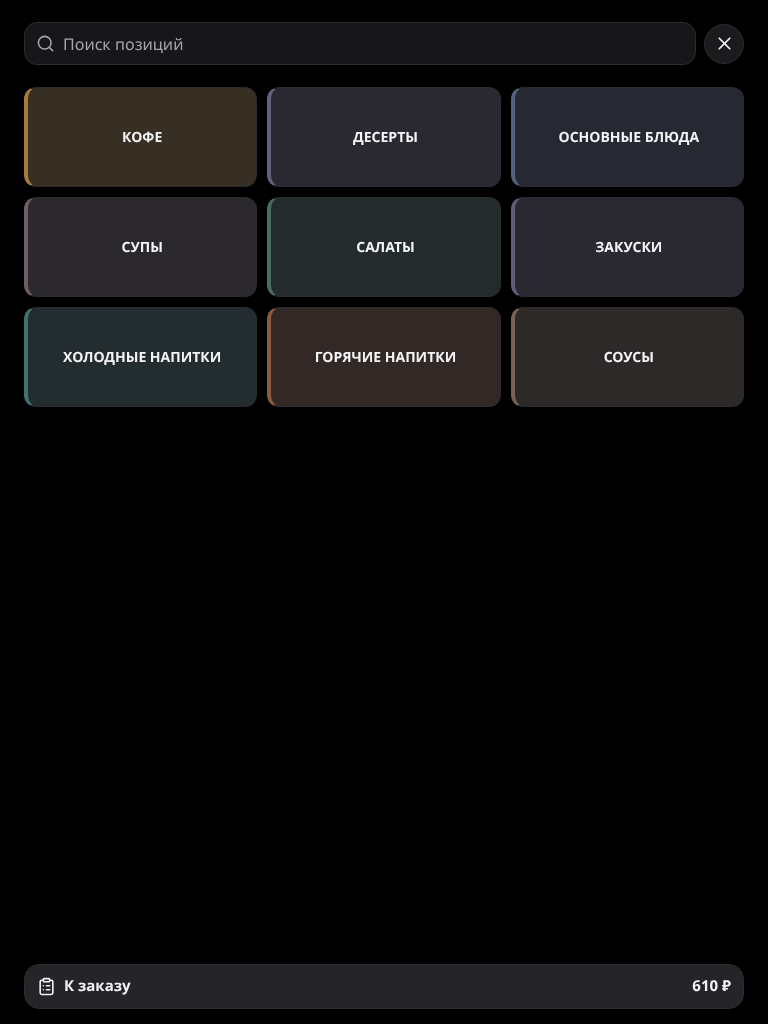 Поиск позиций
КОФЕ
ДЕСЕРТЫ
ОСНОВНЫЕ БЛЮДА
СУПЫ
САЛАТЫ
ЗАКУСКИ
ХОЛОДНЫЕ НАПИТКИ
ГОРЯЧИЕ НАПИТКИ
СОУСЫ
К заказу
610 ₽